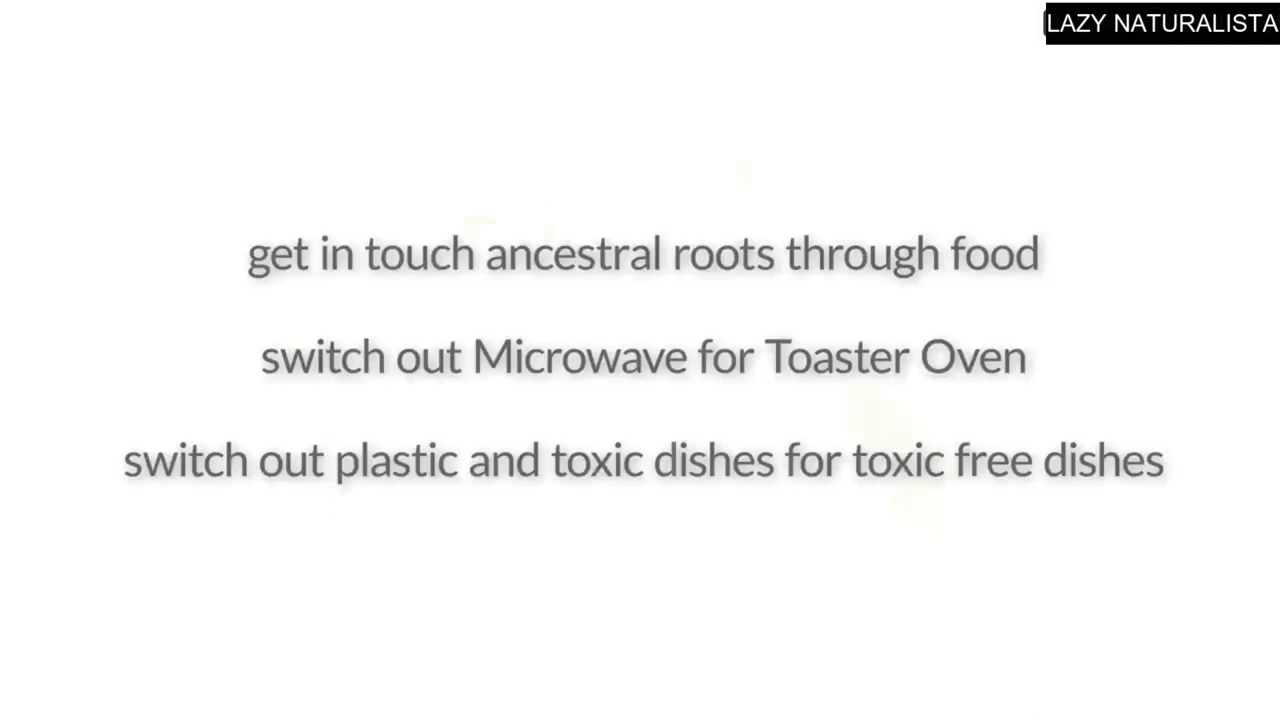 LAZY NATURALISTA
get in touch ancestral roots through food
switch out Microwave for Toaster Oven
switch out plastic and toxic dishes for toxic free dishes